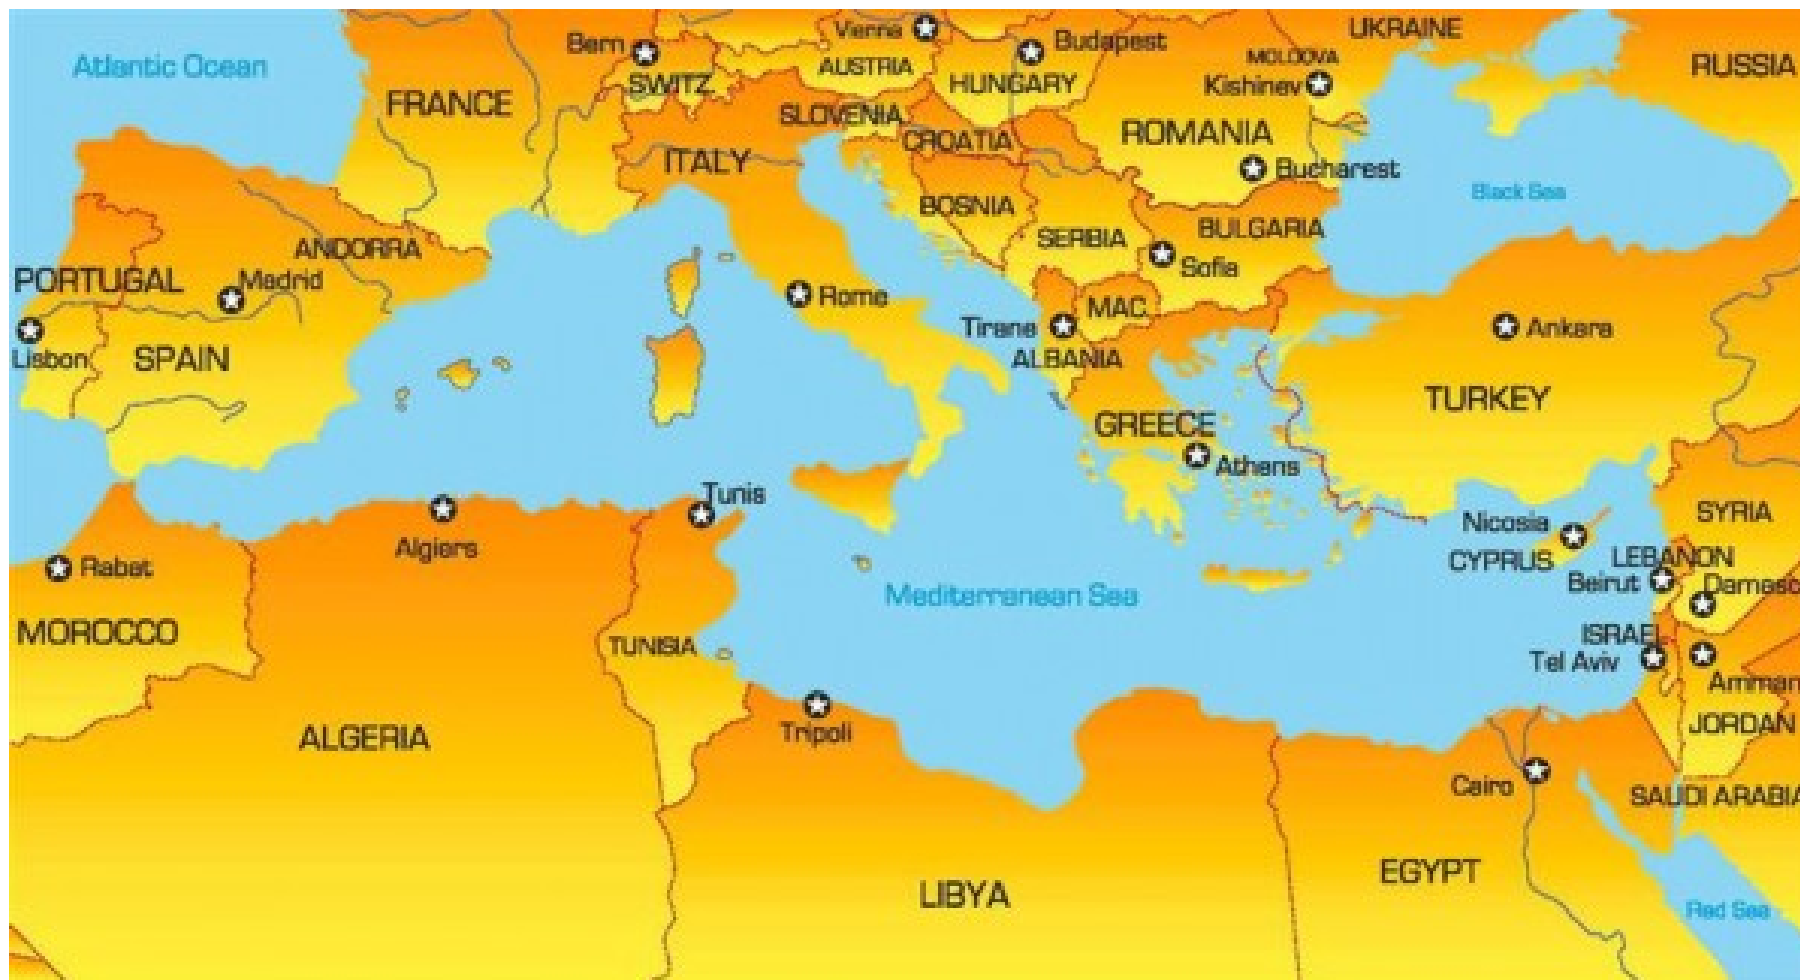 Atlantic Ocean
FRANCE
Bern
SWITZ.
Vienna
AUSTRIA
Budapest
HUNGARY
UKRAINE
MOLDOVA
Kishinev
RUSSIA
SLOVENIA
CROATIA
ITALY
ROMANIA
Bucharest
Black Sea
BOSNIA
SERBIA
BULGARIA
Sofia
ANDORRA
PORTUGAL
Madrid
Lisbon
SPAIN
Rome
MAC.
Tirane
ALBANIA
Ankara
TURKEY
GREECE
Athens
Tunis
Algiers
Rabat
MOROCCO
Nicosia
CYPRUS
SYRIA
LEBANON
Beirut
Damasc
Mediterranean Sea
TUNISIA
ISRAEL
Tel Aviv
Amman
JORDAN
Tripoli
ALGERIA
Cairo
SAUDI ARABIA
LIBYA
EGYPT
Red Sea